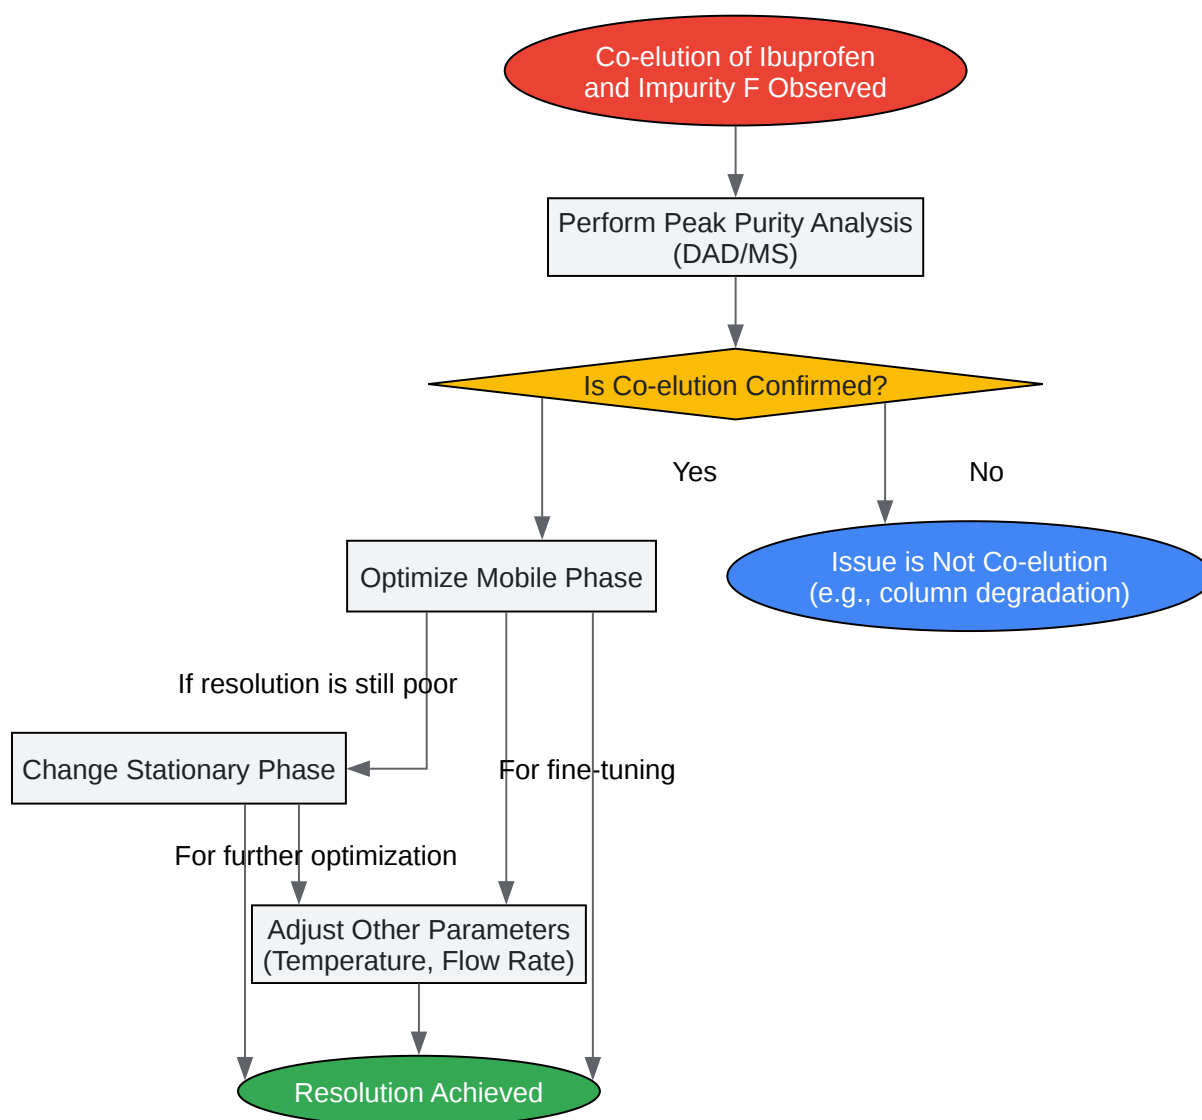 Co-elution of Ibuprofen
and Impurity F Observed
Perform Peak Purity Analysis
(DAD/MS)
Is Co-elution Confirmed?
Yes
No
Issue is Not Co-elution
(e.g., column degradation)
Optimize Mobile Phase
If resolution is still poor
Change Stationary Phase
For fine-tuning
For further optimization
Adjust Other Parameters
(Temperature, Flow Rate)
Resolution Achieved